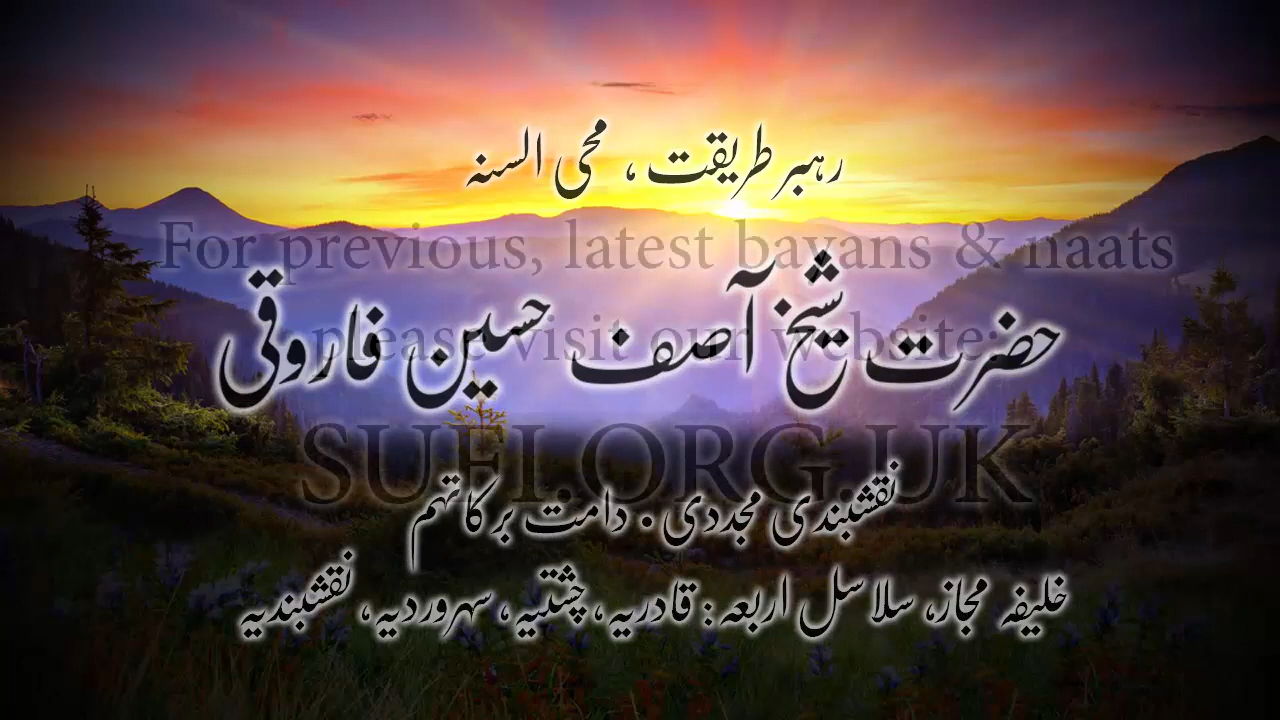 رہبر طریقت، محی السنہ
For previous, latest bayans & naats
حضرت شیخ آصف حسین فاروقی
please visit our website:
SUFI.ORG.UK
نقشبندی مجددی . دامت برکاتہم
خلیفہ مجاز، سلاسل اربعہ: قادریہ، چشتیہ، سہروردیہ، نقشبندیہ